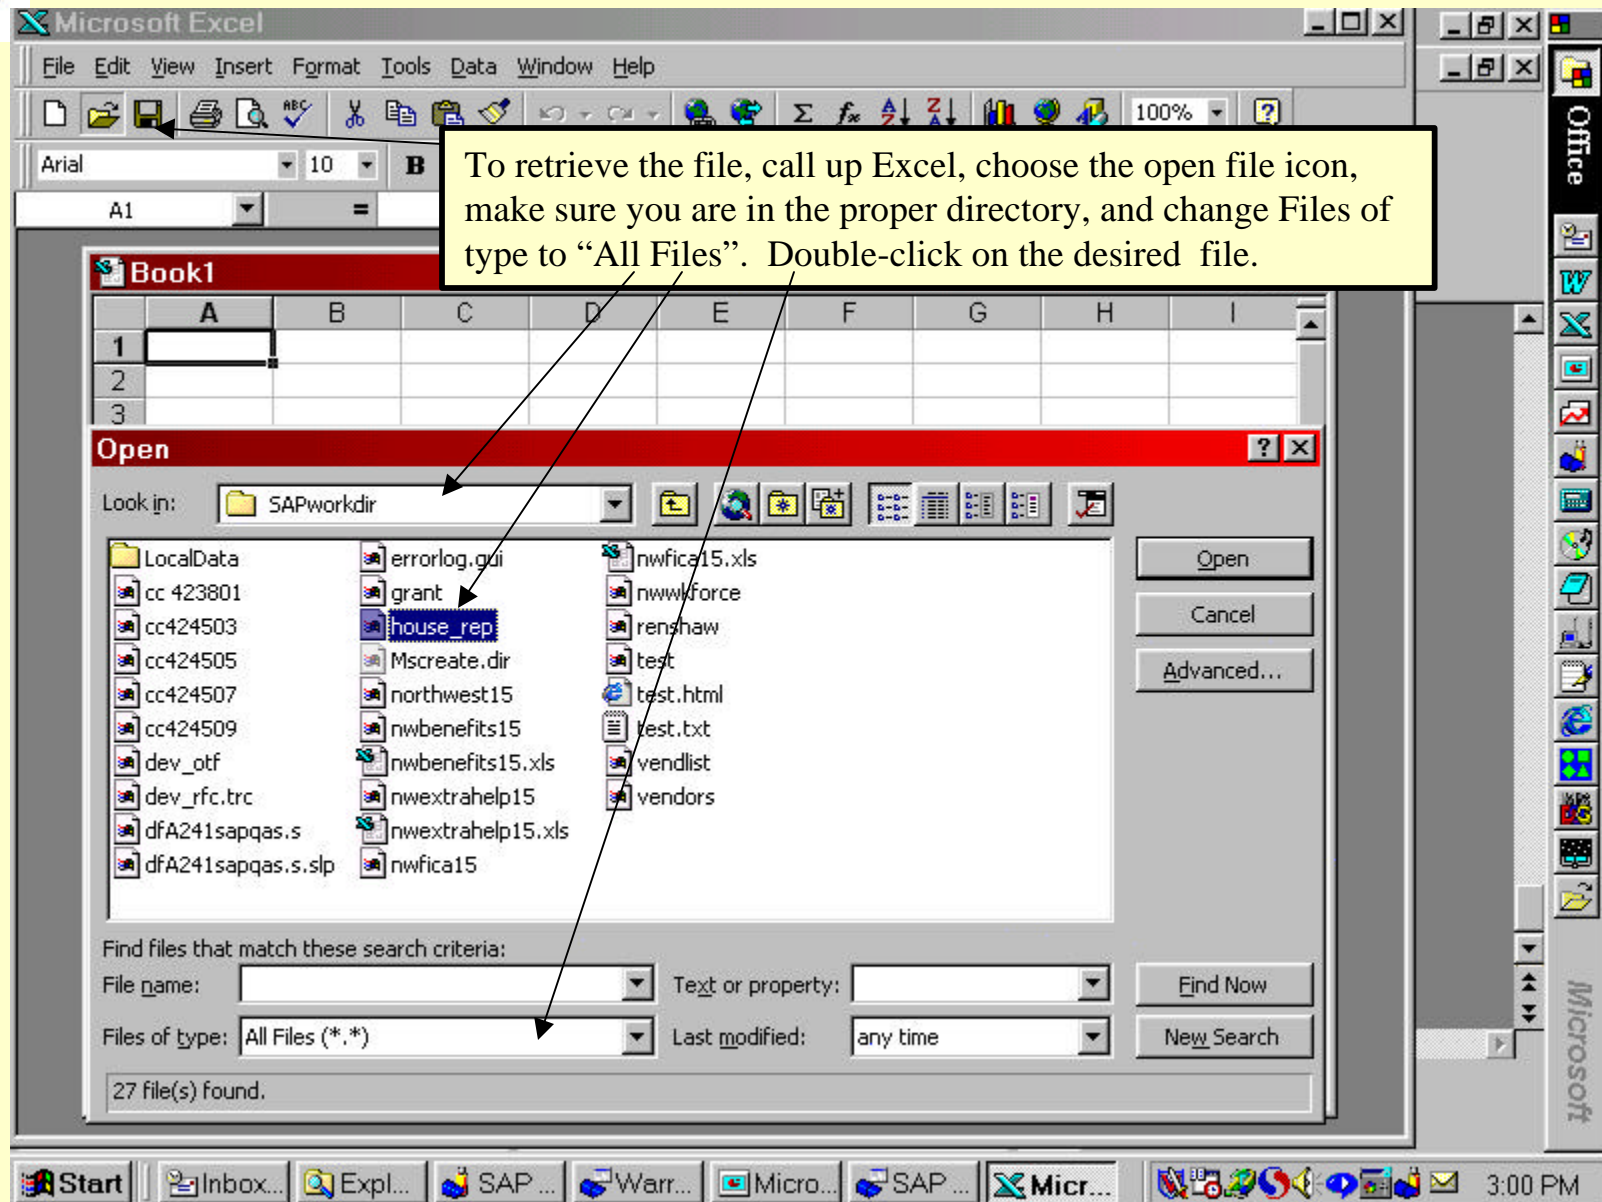 Microsoft Excel
File Edit View Insert Format Tools Data Window Help
ABC Σ fx A Z Z A 100% ?
Arial 10 B
A1 =
To retrieve the file, call up Excel, choose the open file icon,
make sure you are in the proper directory, and change Files of
type to “All Files”. Double-click on the desired file.
Book1
A B C D E F G H I
1
2
3
Open
Look in: SAPworkdir
LocalData
cc 423801
cc424503
cc424505
cc424507
cc424509
dev_otf
dev_rfc.trc
dfA241sapqas.s
dfA241sapqas.s.slp
errorlog.gui
grant
house_rep
Mscreate.dir
northwest15
nwbenefits15
nwbenefits15.xls
nwextrahelp15
nwextrahelp15.xls
nwfica15
nwfica15.xls
nwwkforce
renshaw
test
test.html
test.txt
vendlist
vendors
Open
Cancel
Advanced...
Find files that match these search criteria:
File name: Text or property: Find Now
Files of type: All Files (*.*) Last modified: any time New Search
27 file(s) found.
Office
Microsoft
Start Inbox... Expl... SAP ... Warr... Micro... SAP ... Micr... 3:00 PM